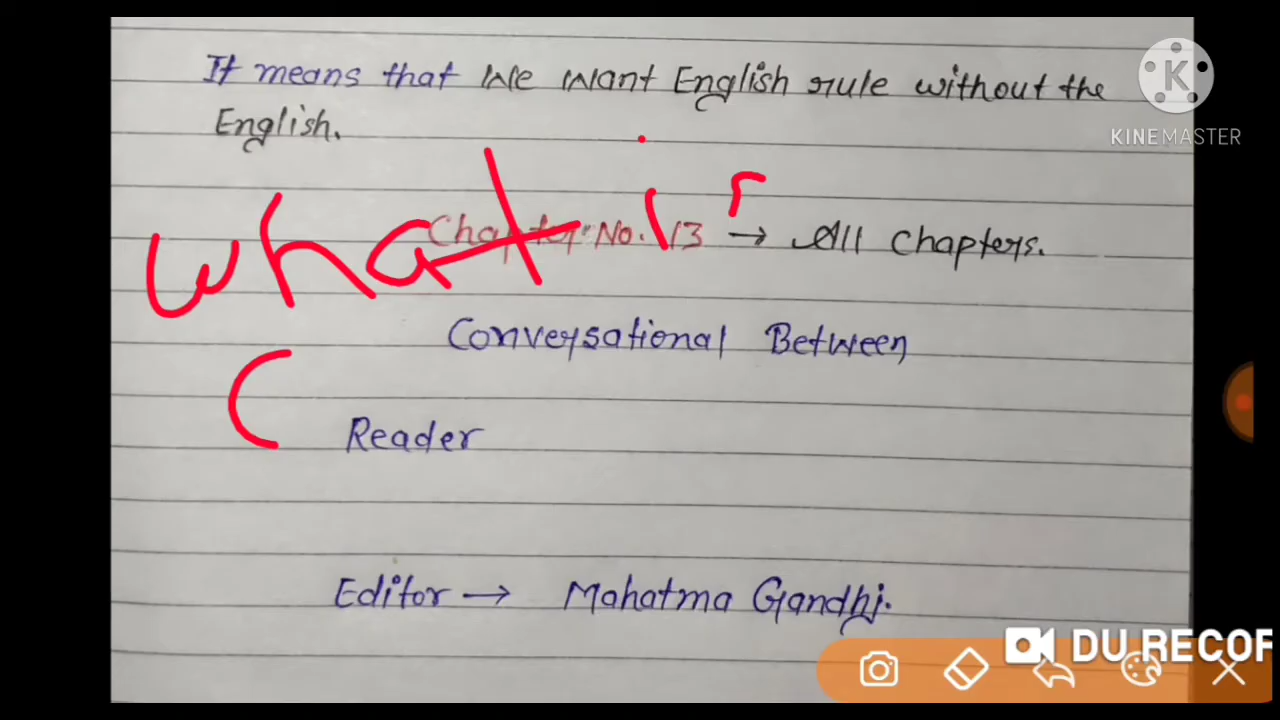 It means that We Want English rule without the
English.
KINEMASTER
What is
Chapter No. 13 → All Chapters.
Conversational Between
C
Reader
Editor → Mahatma Gandhi.
DU RECOR